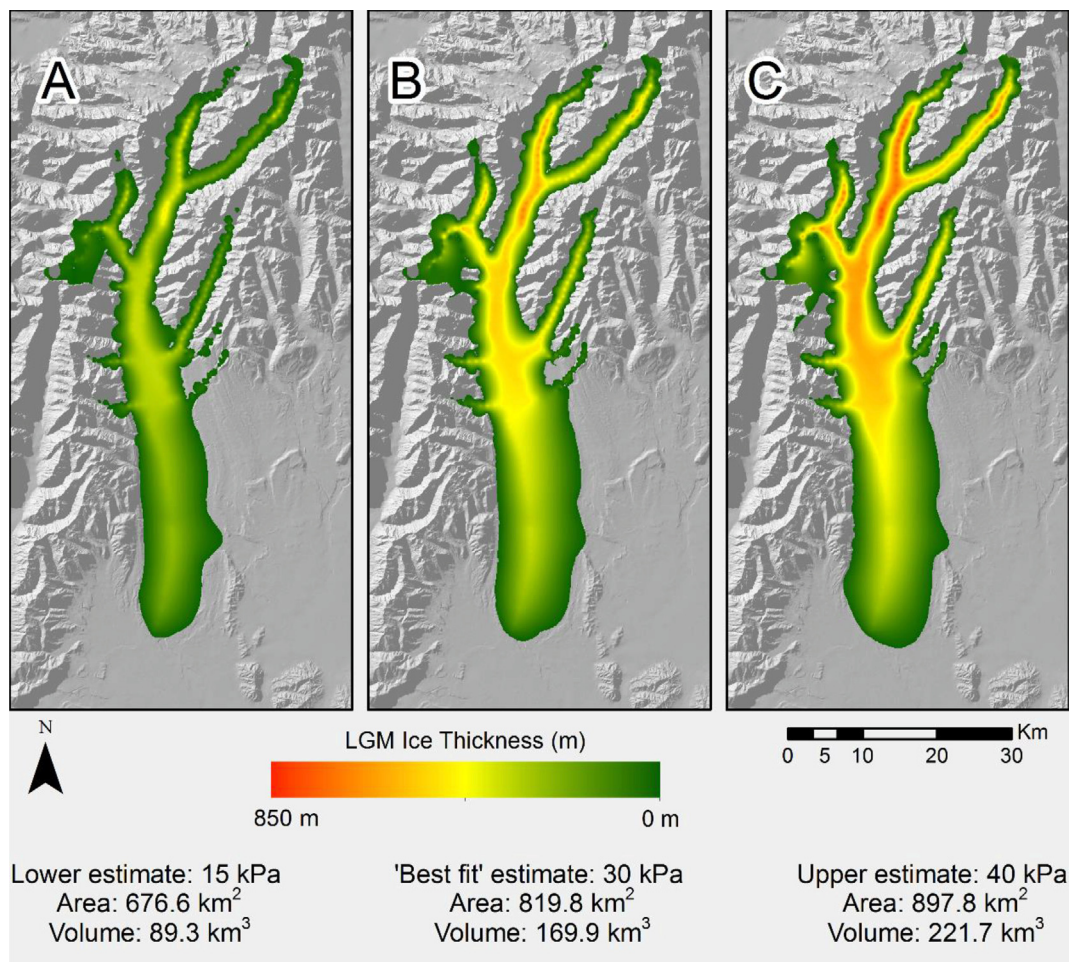 A
B
C
N
LGM Ice Thickness (m)
850 m
0 m
Km
0 5 10 20 30
Lower estimate: 15 kPa
Area: 676.6 km²
Volume: 89.3 km³
'Best fit' estimate: 30 kPa
Area: 819.8 km²
Volume: 169.9 km³
Upper estimate: 40 kPa
Area: 897.8 km²
Volume: 221.7 km³